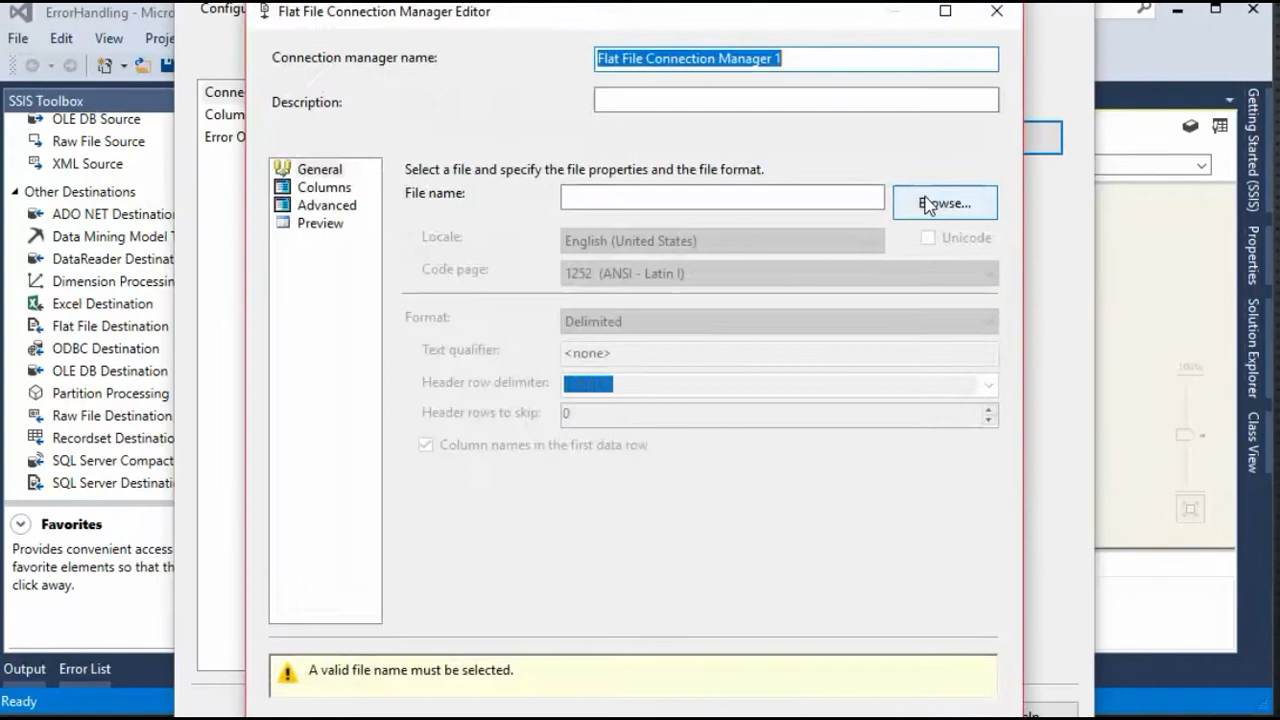 ErrorHandling - Micro
Configu
Flat File Connection Manager Editor
File Edit View Proje
Connection manager name: Flat File Connection Manager 1
Description:
SSIS Toolbox
OLE DB Source
Raw File Source
XML Source
Other Destinations
ADO NET Destination
Data Mining Model T
DataReader Destinati
Dimension Processin
Excel Destination
Flat File Destination
ODBC Destination
OLE DB Destination
Partition Processing
Raw File Destination
Recordset Destinatio
SQL Server Compact
SQL Server Destinati
Favorites
Provides convenient access
favorite elements so that th
click away.
Output Error List
Ready
Conne
Colum
Error O
General
Columns
Advanced
Preview
Select a file and specify the file properties and the file format.
File name: Browse...
Locale: English (United States) Unicode
Code page: 1252 (ANSI - Latin I)
Format: Delimited
Text qualifier: <none>
Header row delimiter:
Header rows to skip: 0
Column names in the first data row
A valid file name must be selected.
100%
Getting Started (SSIS)
Properties
Solution Explorer
Class View